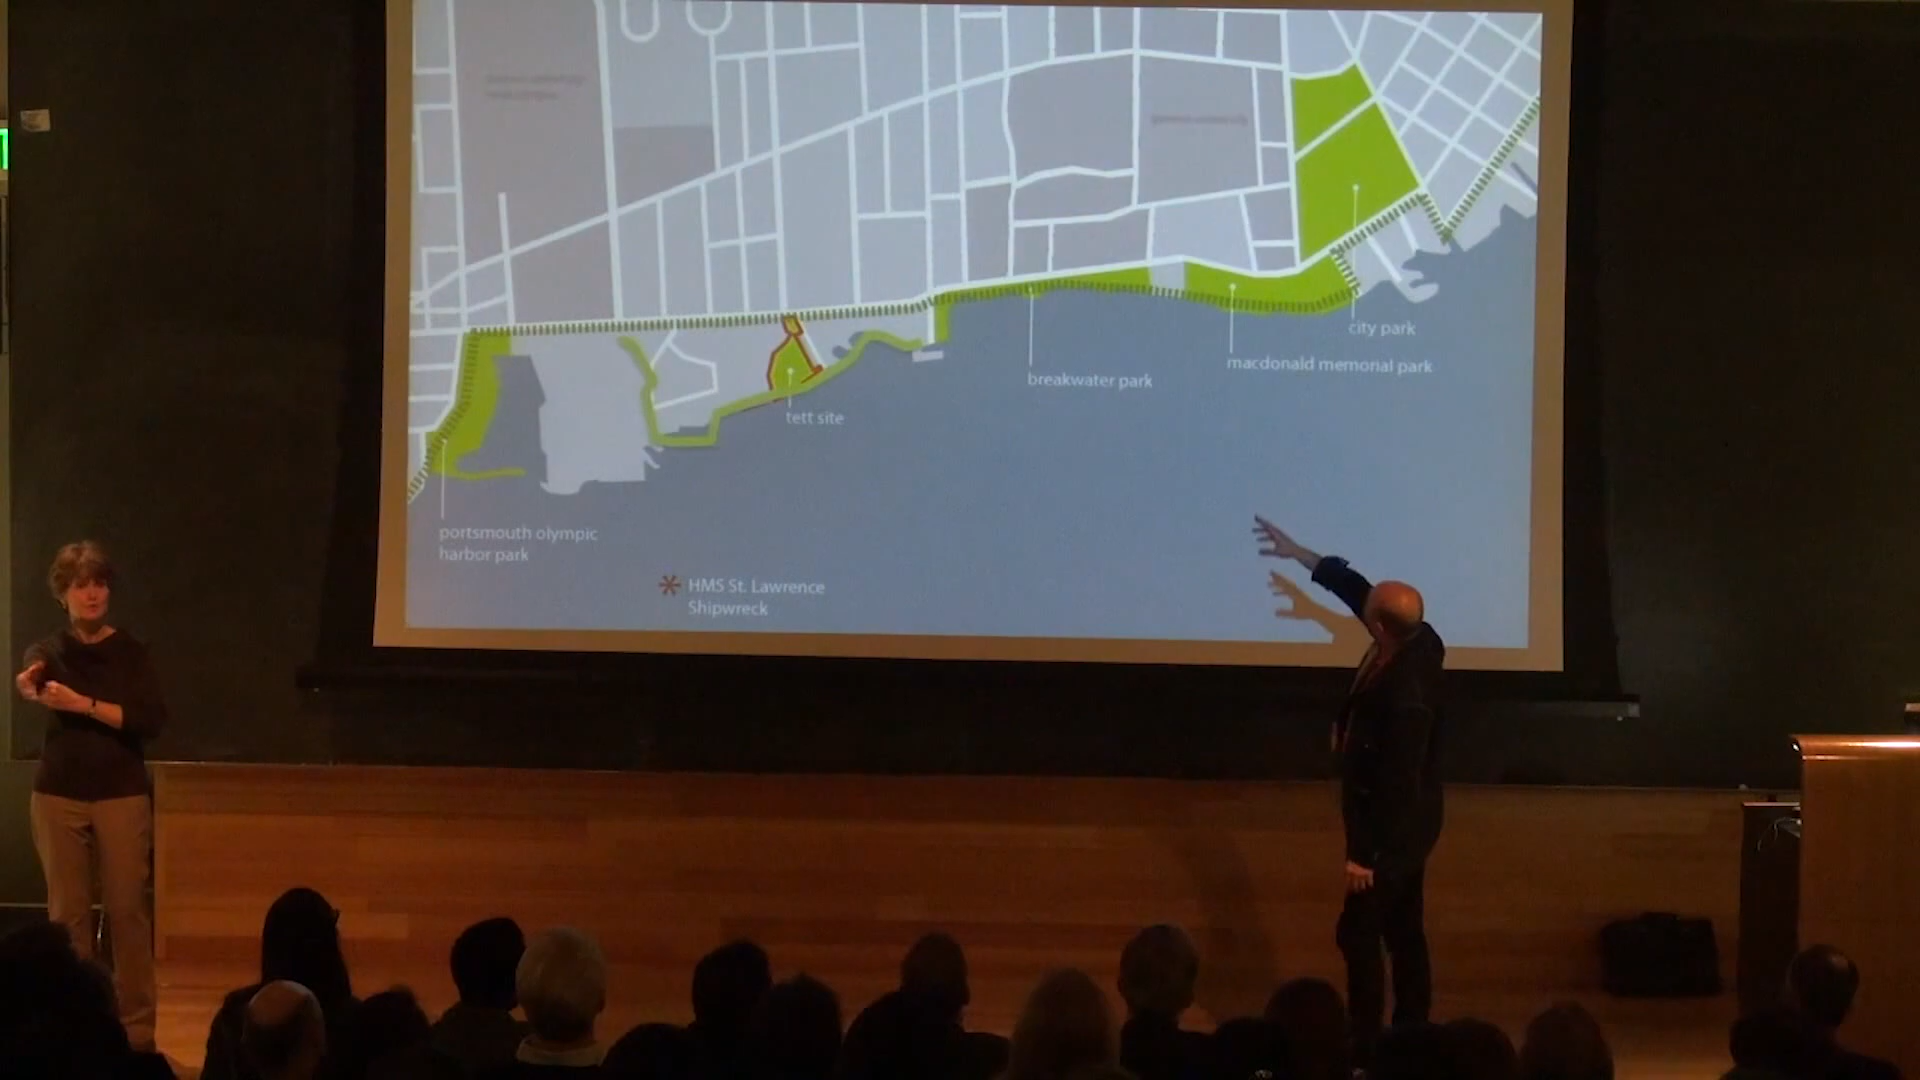 city park
macdonald memorial park
breakwater park
tett site
portsmouth olympic
harbor park
HMS St. Lawrence
Shipwreck